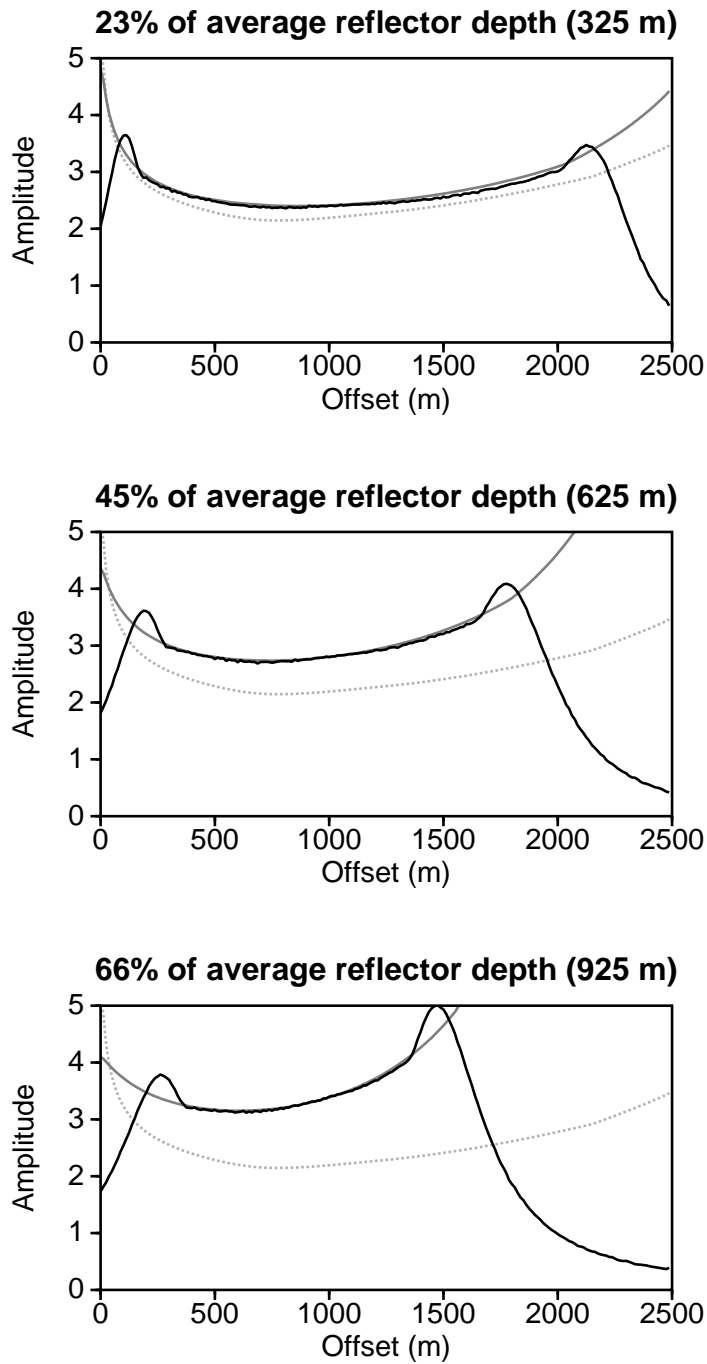 23% of average reflector depth (325 m)
5
4
3
2
1
0
Amplitude
0 500 1000 1500 2000 2500
Offset (m)
45% of average reflector depth (625 m)
5
4
3
2
1
0
Amplitude
0 500 1000 1500 2000 2500
Offset (m)
66% of average reflector depth (925 m)
5
4
3
2
1
0
Amplitude
0 500 1000 1500 2000 2500
Offset (m)